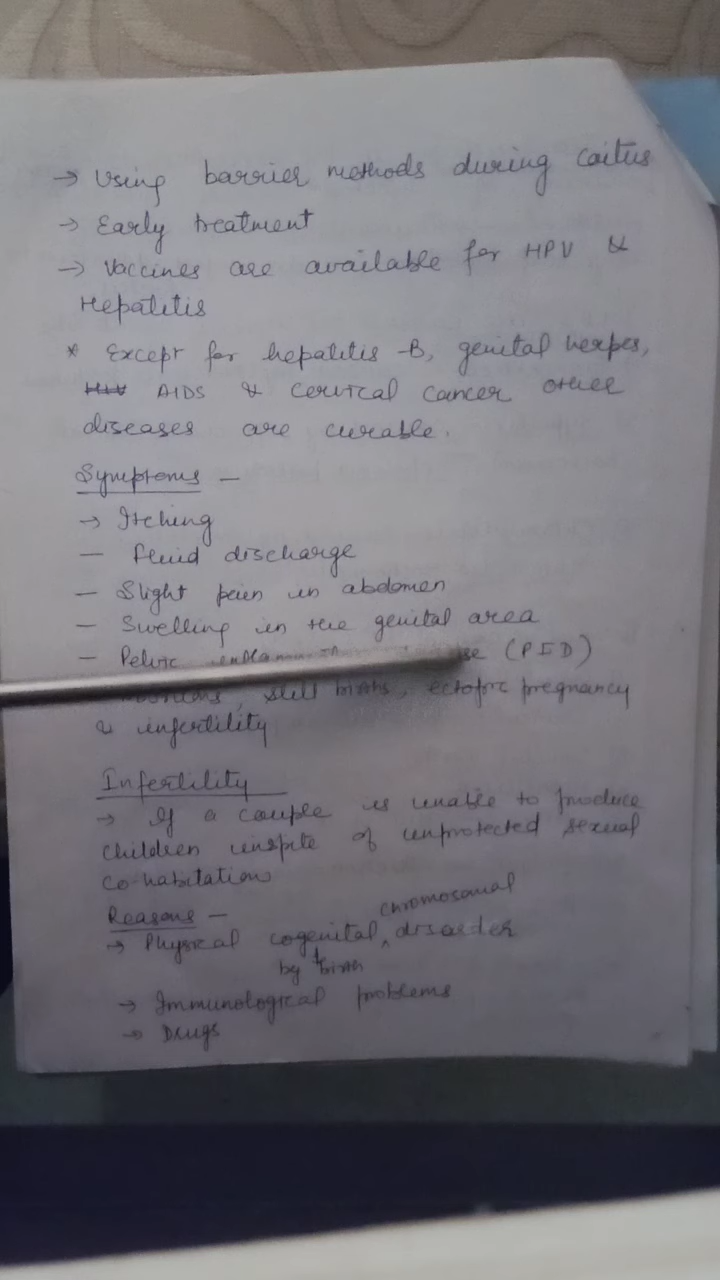 → Using barrier methods during coitus
→ Early treatment
→ Vaccines are available for HPV &
Hepatitis
* Except for hepatitis -B, genital herpes,
AIDS & cervical cancer other
diseases are curable.
Symptoms –
→ Itching
– fluid discharge
– Slight pain in abdomen
– Swelling in the genital area
– Pelvic (PID)
still births, ectopic pregnancy
& infertility
Infertility
→ If a couple is unable to produce
children inspite of unprotected sexual
co-habitation
Reasons –
chromosomal
→ Physical cogenital ^ disorder
by birth
→ Immunological problems
→ Drugs